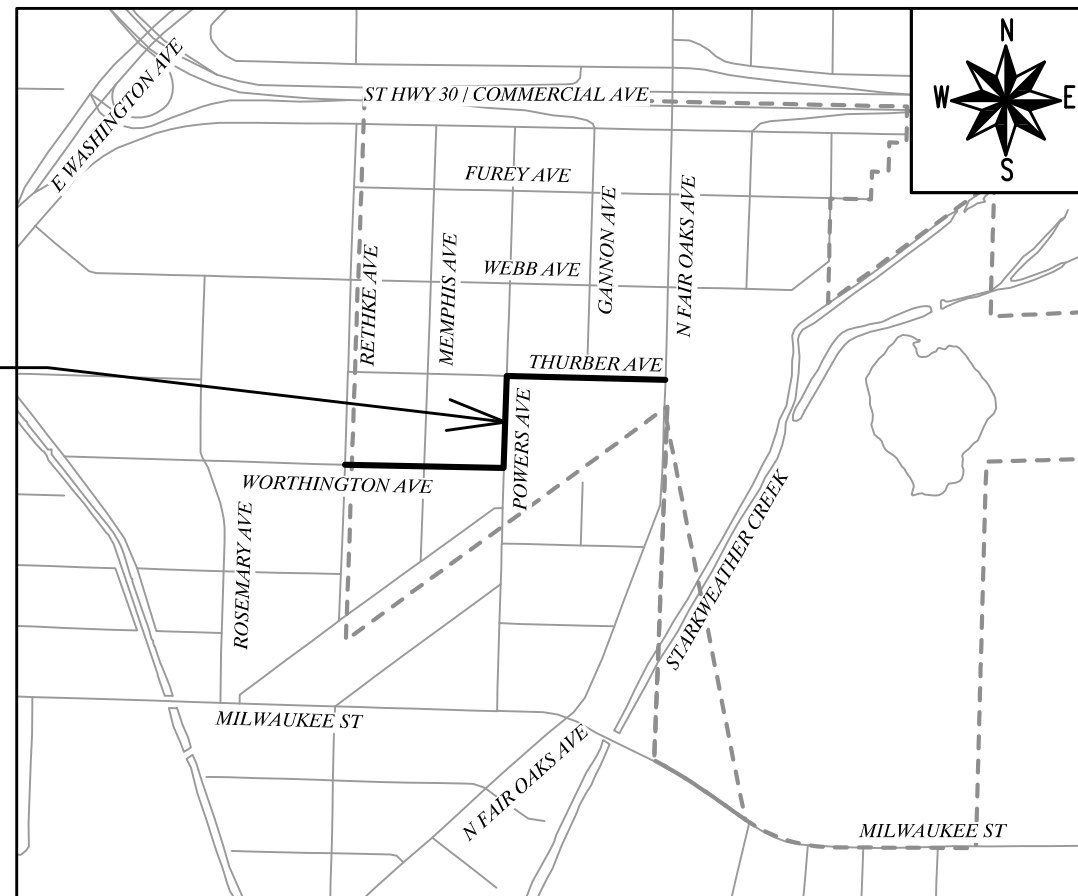 N
W
E
S
E WASHINGTON AVE
ST HWY 30 / COMMERCIAL AVE
FUREY AVE
GANNON AVE
N FAIR OAKS AVE
RETHKE AVE
MEMPHIS AVE
WEBB AVE
THURBER AVE
POWERS AVE
WORTHINGTON AVE
ROSEMARY AVE
STARKWEATHER CREEK
MILWAUKEE ST
N FAIR OAKS AVE
MILWAUKEE ST